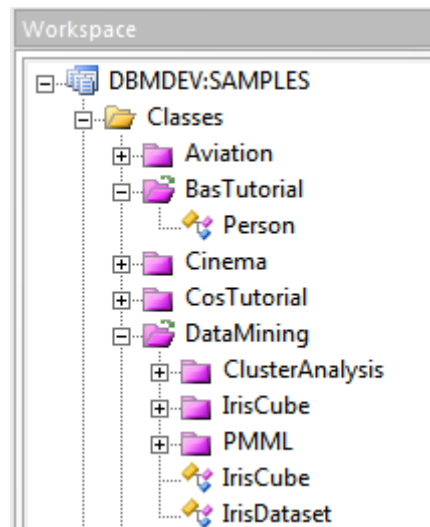 Workspace
DBMDEV:SAMPLES
Classes
Aviation
BasTutorial
Person
Cinema
CosTutorial
DataMining
ClusterAnalysis
IrisCube
PMML
IrisCube
IrisDataset